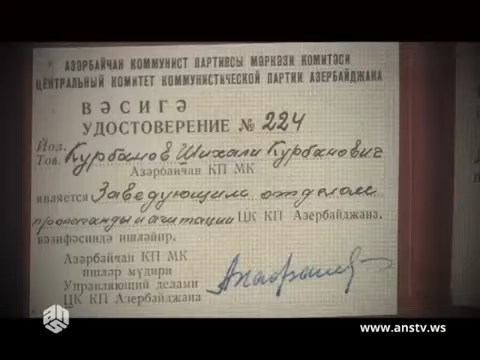 АЗӘРБАЈҸАН КОММУНИСТ ПАРТИЈАСЫ МӘРКӘЗИ КОМИТӘСИ
ЦЕНТРАЛЬНЫЙ КОМИТЕТ КОММУНИСТИЧЕСКОЙ ПАРТИИ АЗЕРБАЙДЖАНА
ВӘСИГӘ
УДОСТОВЕРЕНИЕ № 224
Йол.
Тов. Курбанов Шихали Курбанович
Азәрбајҹан КП МК
является Заведующим отделом
пропаганды и агитации ЦК КП Азербайджана.
вәзифәсиндә ишләјир.
Азәрбајҹан КП МК
ишләр мүдири
Управляющий делами
ЦК КП Азербайджана
www.anstv.ws